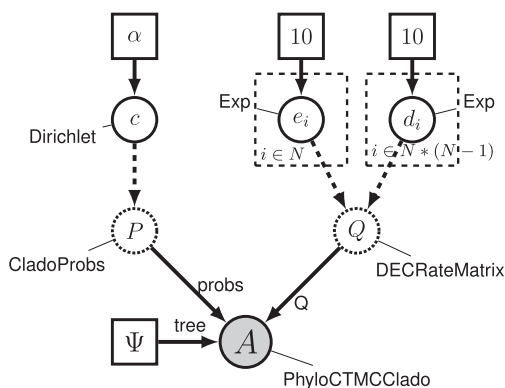 α
10
10
Exp
Exp
c
e_i
d_i
Dirichlet
i ∈ N
i ∈ N * (N − 1)
P
Q
CladoProbs
DECRateMatrix
probs
Q
Ψ
tree
A
PhyloCTMCClado